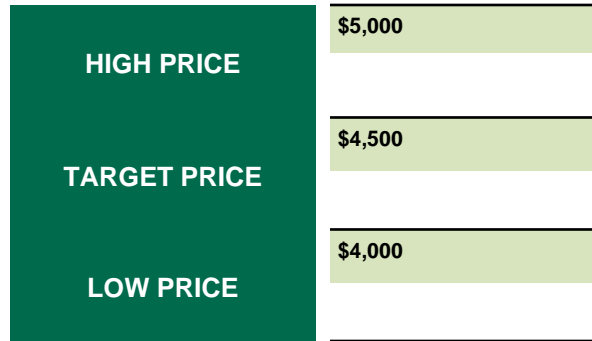 HIGH PRICE
$5,000
TARGET PRICE
$4,500
LOW PRICE
$4,000